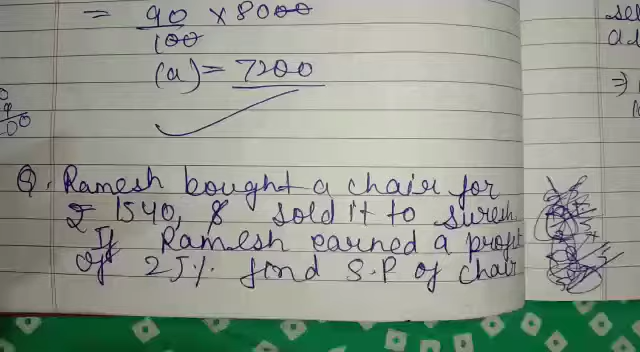 = 90/100 × 8000
(a) = 7200
Q. Ramesh bought a chair for
₹ 1540, & sold it to Suresh
If Ramesh earned a profit
of 25% find S.P of chair